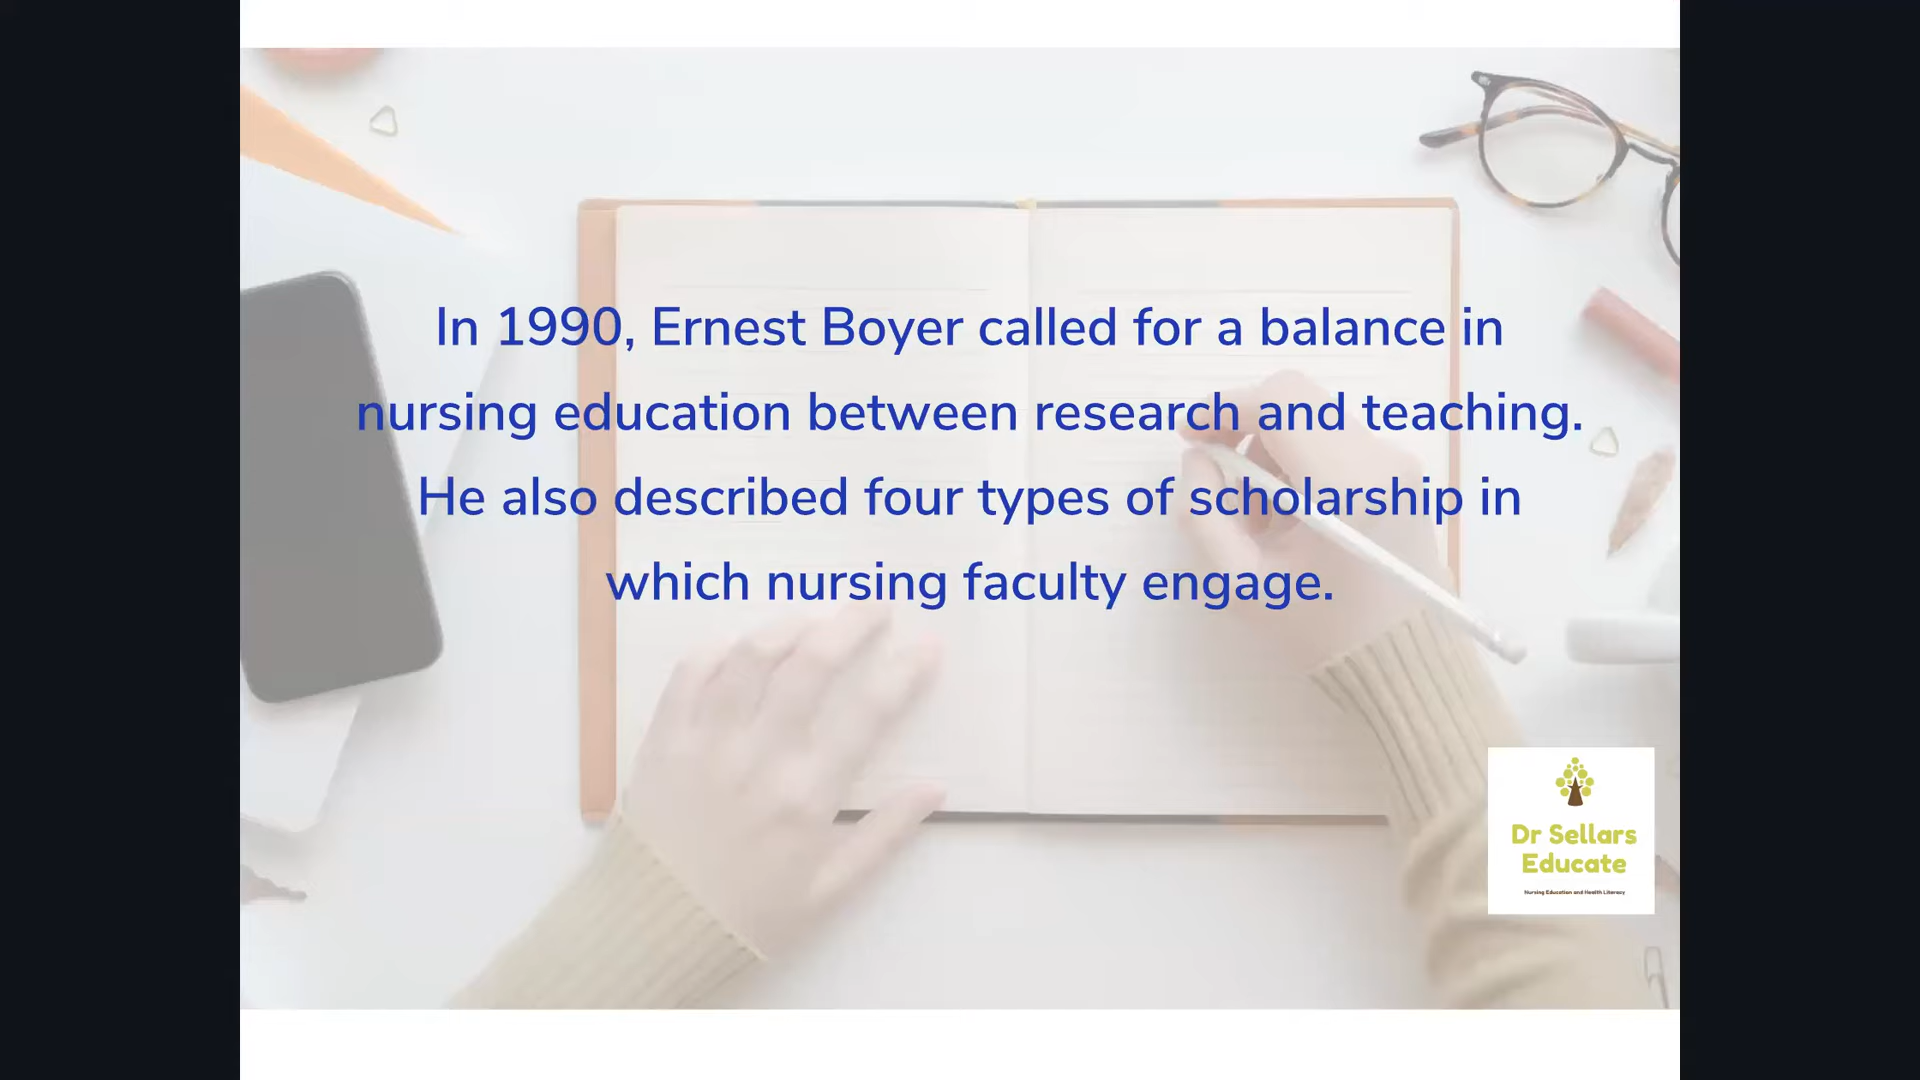 In 1990, Ernest Boyer called for a balance in
nursing education between research and teaching.
He also described four types of scholarship in
which nursing faculty engage.
Dr Sellars
Educate
Nursing Education and Health Literacy